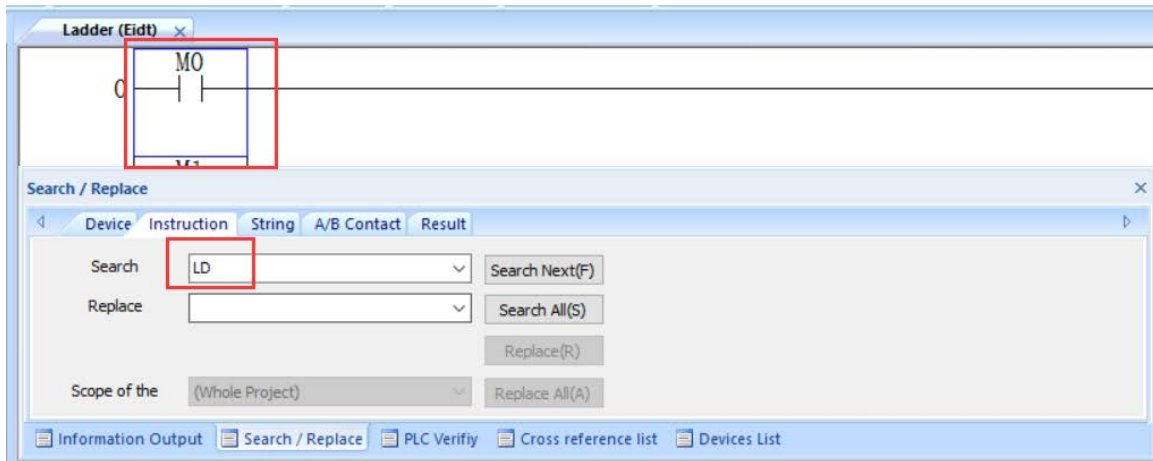 Ladder (Eidt)
M0
0
M1
Search / Replace
Device Instruction String A/B Contact Result
Search LD Search Next(F)
Replace Search All(S)
Replace(R)
Scope of the (Whole Project) Replace All(A)
Information Output Search / Replace PLC Verifiy Cross reference list Devices List